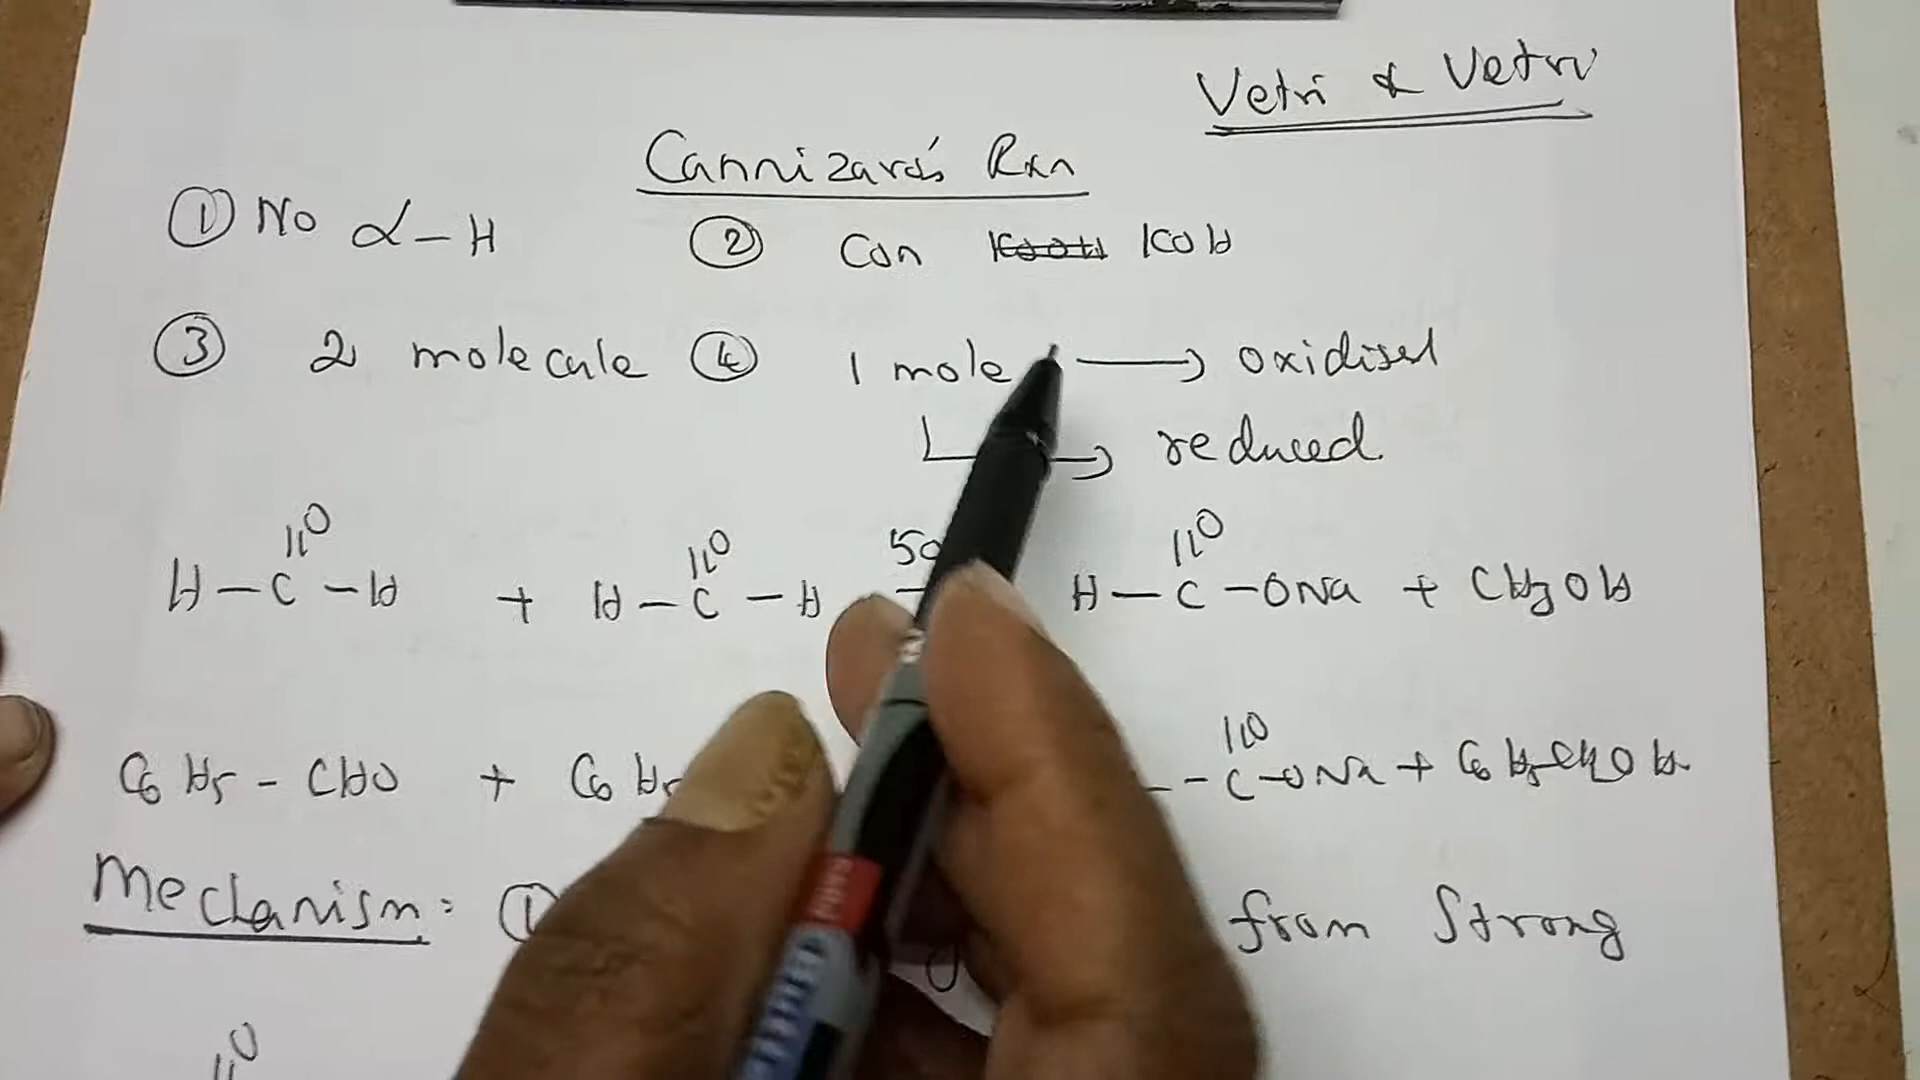 Vetri & Vetri
Cannizaro's Rxn
① No α-H ② Con KOH
③ 2 molecule ④ 1 mole → oxidised
→ reduced
O O O
H-C-H + H-C-H H-C-ONa + CH3OH
O
C6H5-CHO + C6H5 -C-ONa + C6H5CH2OH
Mechanism: ① from Strong
O